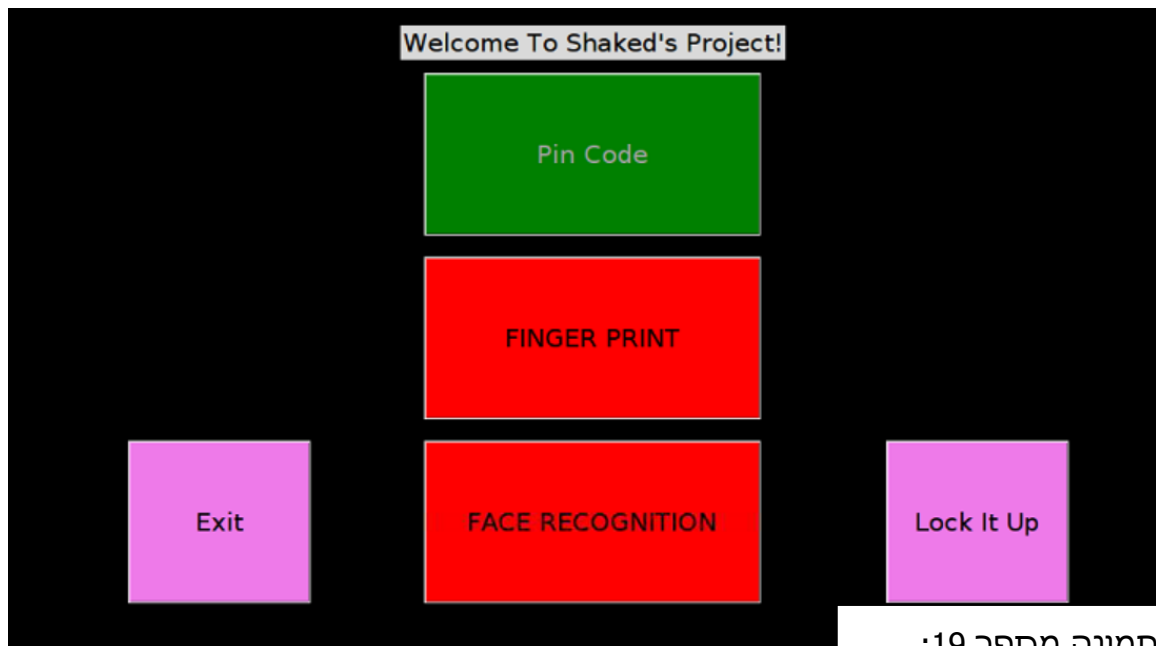 Welcome To Shaked's Project!
Pin Code
FINGER PRINT
Exit
FACE RECOGNITION
Lock It Up
תמונה מספר 19: